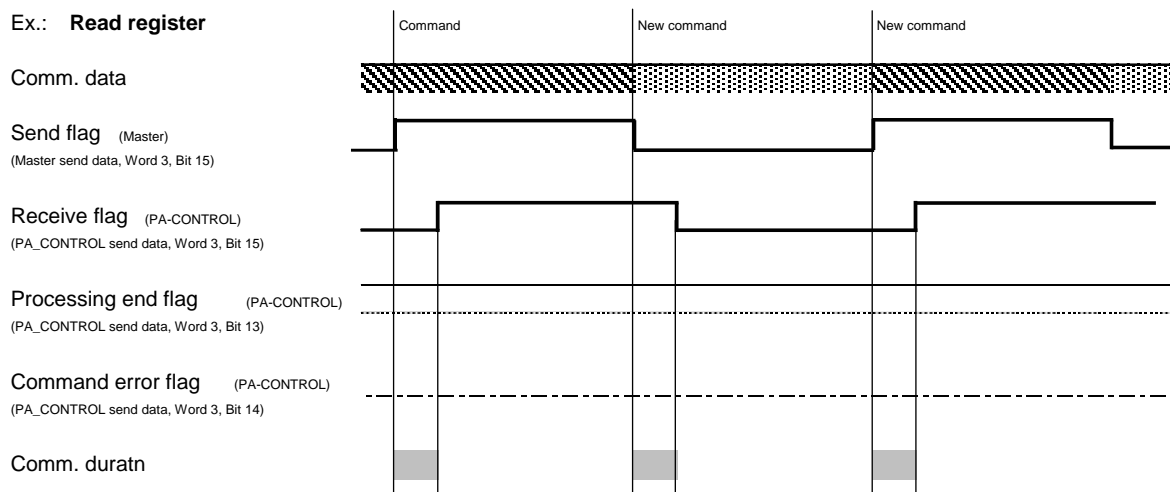 Ex.: Read register
Command
New command
New command
Comm. data
Send flag (Master)
(Master send data, Word 3, Bit 15)
Receive flag (PA-CONTROL)
(PA_CONTROL send data, Word 3, Bit 15)
Processing end flag (PA-CONTROL)
(PA_CONTROL send data, Word 3, Bit 13)
Command error flag (PA-CONTROL)
(PA_CONTROL send data, Word 3, Bit 14)
Comm. duratn